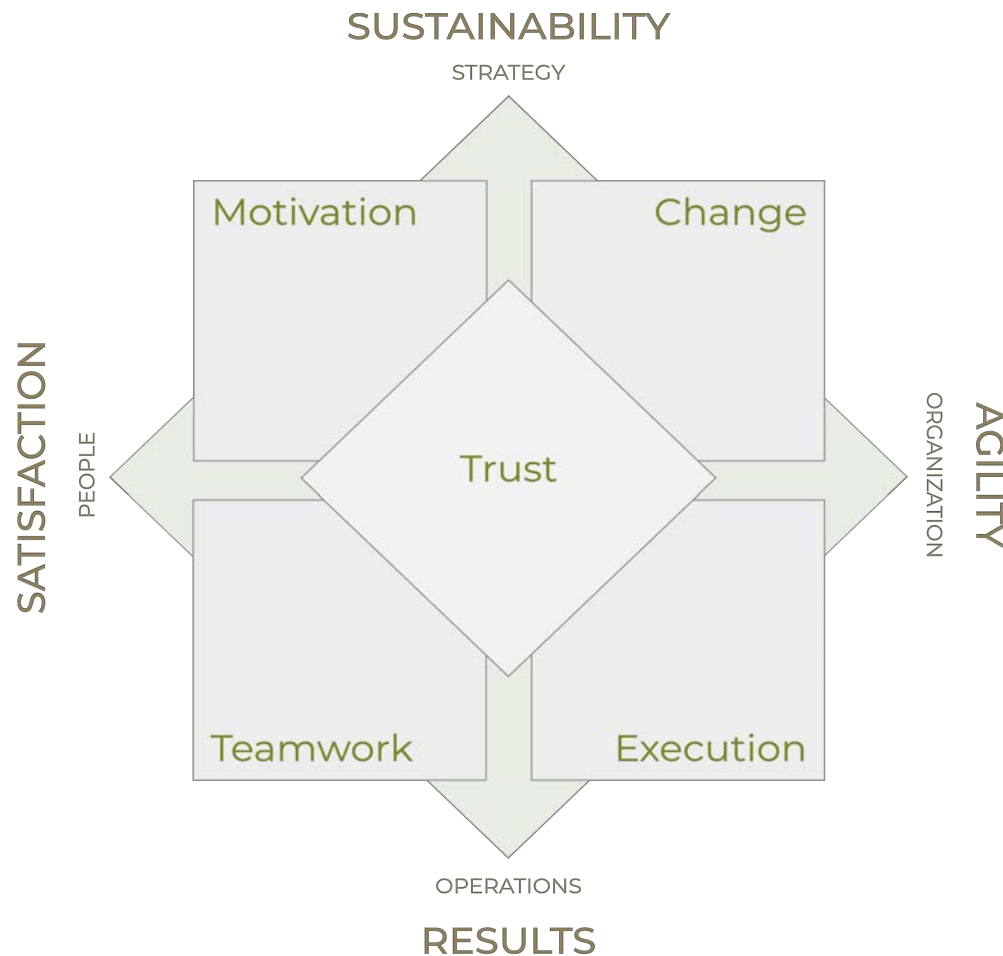 SUSTAINABILITY
STRATEGY
Motivation
Change
SATISFACTION
PEOPLE
Trust
ORGANIZATION
AGILITY
Teamwork
Execution
OPERATIONS
RESULTS